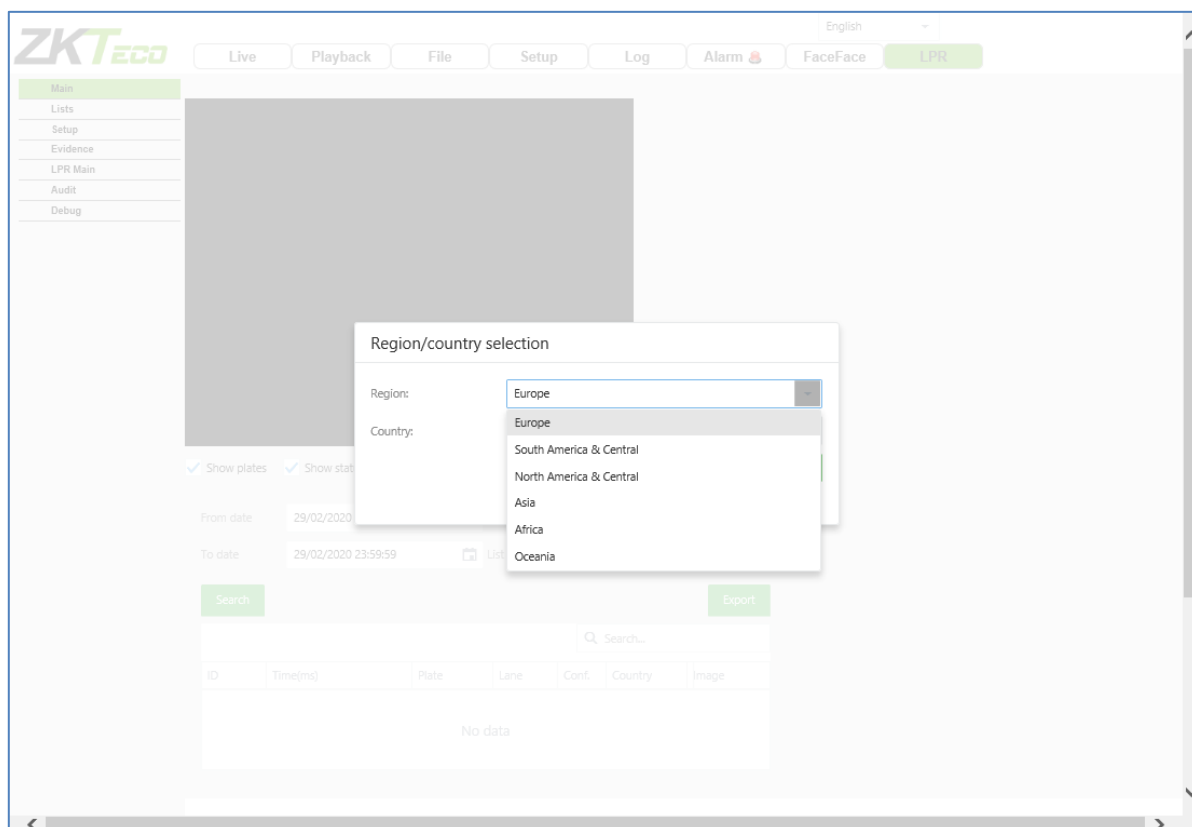 English
ZKTeco
Live Playback File Setup Log Alarm FaceFace LPR
Main
Lists
Setup
Evidence
LPR Main
Audit
Debug
Region/country selection
Region: Europe
Country:
Europe
South America & Central
North America & Central
Asia
Africa
Oceania
Show plates Show stat
From date 29/02/2020
To date 29/02/2020 23:59:59 List
Search Export
Search...
ID Time(ms) Plate Lane Conf. Country Image
No data